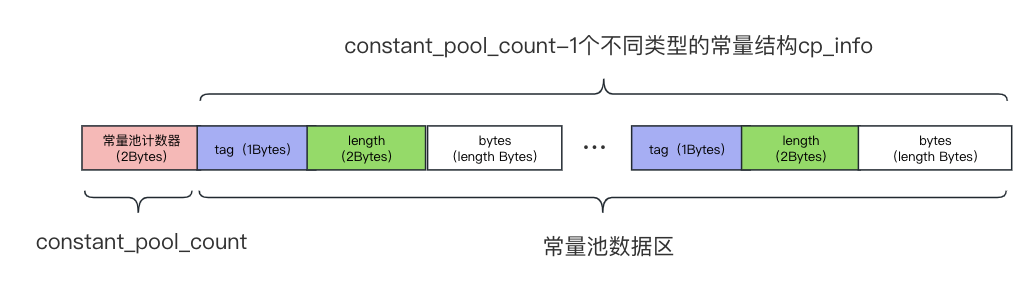 constant_pool_count-1个不同类型的常量结构cp_info
常量池计数器
（2Bytes）
tag（1Bytes)
length
（2Bytes）
bytes
（length Bytes）
...
tag（1Bytes)
length
（2Bytes）
bytes
（length Bytes）
constant_pool_count
常量池数据区